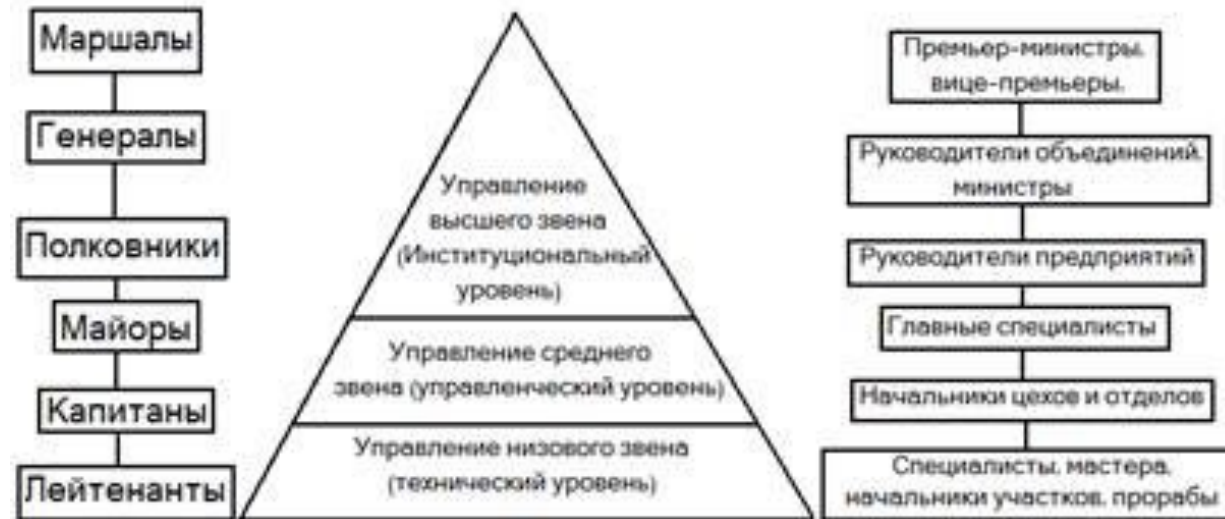 Маршалы
Генералы
Полковники
Майоры
Капитаны
Лейтенанты
Управление
высшего звена
(Институциональный
уровень)
Управление среднего
звена (управленческий уровень)
Управление низового звена
(технический уровень)
Премьер-министры,
вице-премьеры.
Руководители объединений,
министры
Руководители предприятий
Главные специалисты
Начальники цехов и отделов
Специалисты, мастера,
начальники участков, прорабы